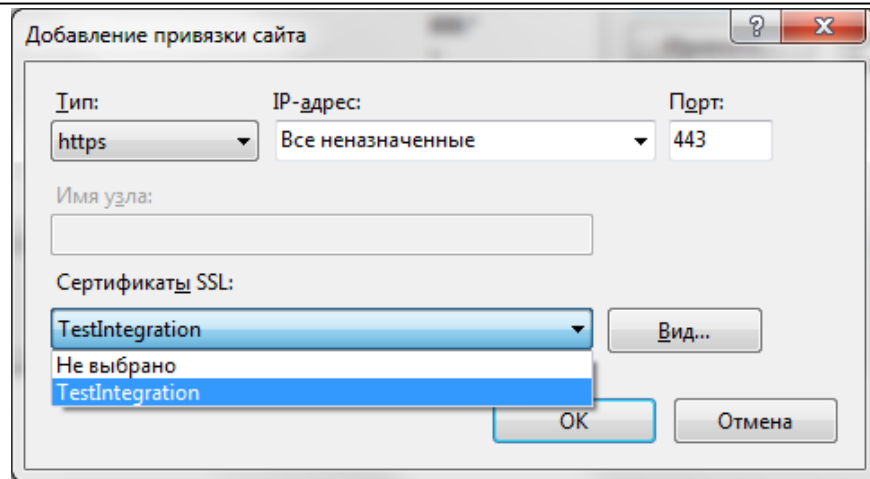 Добавление привязки сайта
Тип: IP-адрес: Порт:
https Все неназначенные 443
Имя узла:
Сертификаты SSL:
TestIntegration Вид...
Не выбрано
TestIntegration
OK Отмена